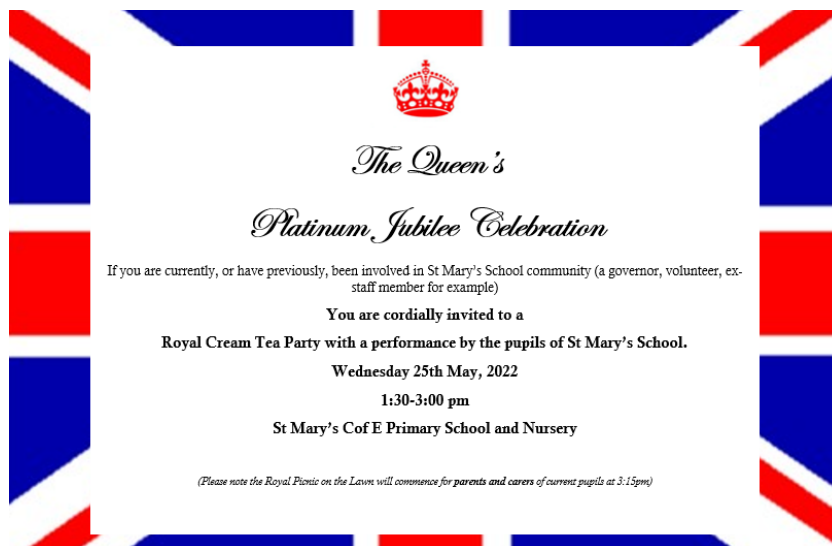 The Queen's
Platinum Jubilee Celebration
If you are currently, or have previously, been involved in St Mary's School community (a governor, volunteer, ex-
staff member for example)
You are cordially invited to a
Royal Cream Tea Party with a performance by the pupils of St Mary's School.
Wednesday 25th May, 2022
1:30-3:00 pm
St Mary's Cof E Primary School and Nursery
(Please note the Royal Picnic on the Lawn will commence for parents and carers of current pupils at 3:15pm)